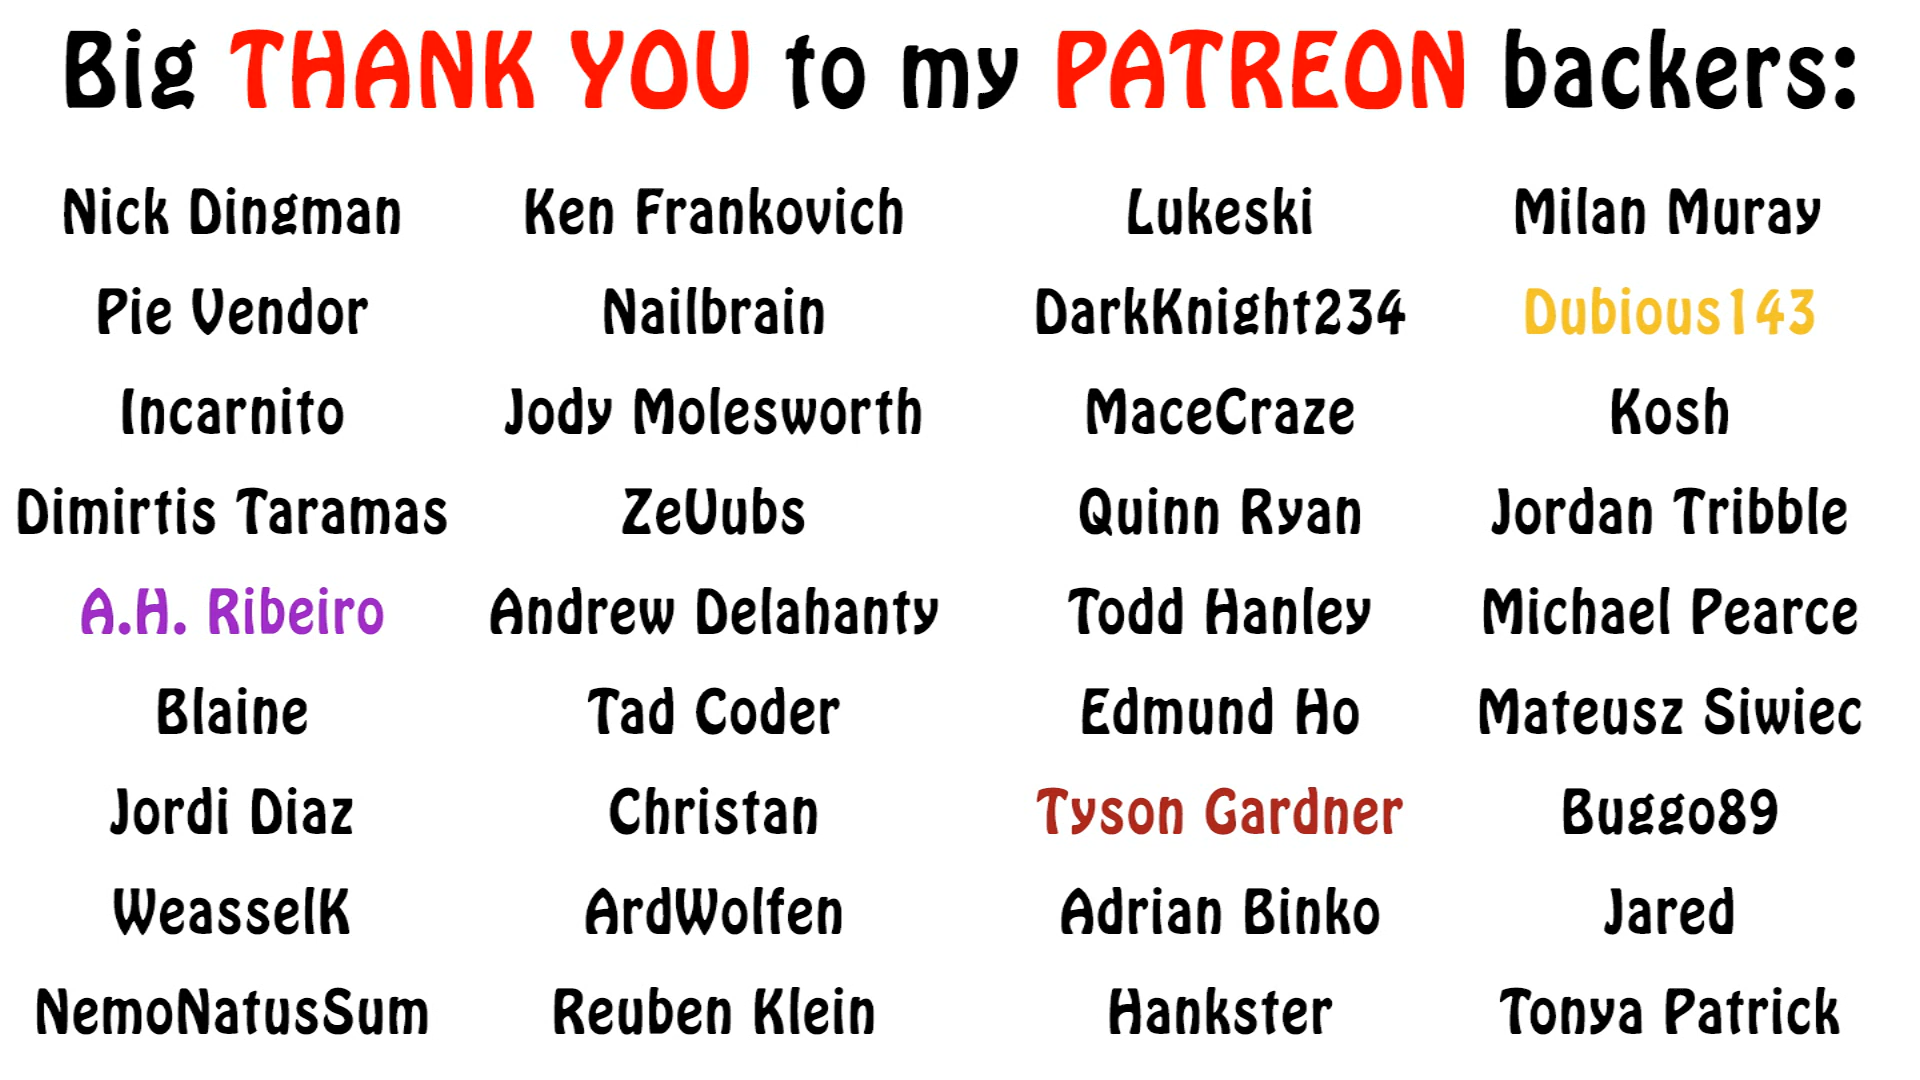 Big THANK YOU to my PATREON backers:
Nick Dingman Ken Frankovich Lukeski Milan Muray
Pie Vendor Nailbrain DarkKnight234 Dubious143
Incarnito Jody Molesworth MaceCraze Kosh
Dimirtis Taramas ZeUubs Quinn Ryan Jordan Tribble
A.H. Ribeiro Andrew Delahanty Todd Hanley Michael Pearce
Blaine Tad Coder Edmund Ho Mateusz Siwiec
Jordi Diaz Christan Tyson Gardner Buggo89
WeasselK ArdWolfen Adrian Binko Jared
NemoNatusSum Reuben Klein Hankster Tonya Patrick